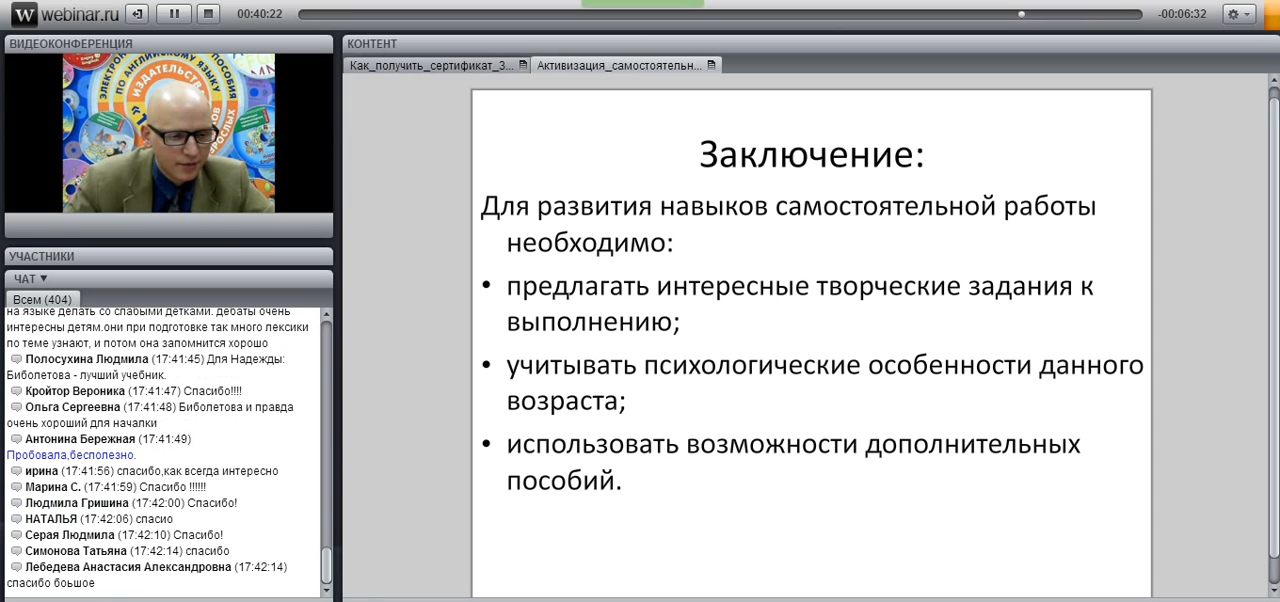 webinar.ru
00:40:22
-00:06:32
ВИДЕОКОНФЕРЕНЦИЯ
ЭЛЕКТРОННЫЕ ПОСОБИЯ
ПО АНГЛИЙСКОМУ ЯЗЫКУ
ИЗДАТЕЛЬСТВО
УЧАСТНИКИ
ЧАТ
Всем (404)
на языке делать со слабыми детками. дебаты очень
интересны детям.они при подготовке так много лексики
по теме узнают, и потом она запомнится хорошо
Полосухина Людмила (17:41:45) Для Надежды:
Биболетова - лучший учебник.
Кройтор Вероника (17:41:47) Спасибо!!!!
Ольга Сергеевна (17:41:48) Биболетова и правда
очень хороший для началки
Антонина Бережная (17:41:49)
Пробовала,бесполезно.
ирина (17:41:56) спасибо,как всегда интересно
Марина С. (17:41:59) Спасибо !!!!!!
Людмила Гришина (17:42:00) Спасибо!
НАТАЛЬЯ (17:42:06) спасио
Серая Людмила (17:42:10) Спасибо!
Симонова Татьяна (17:42:14) спасибо
Лебедева Анастасия Александровна (17:42:14)
спасибо боьшое
КОНТЕНТ
Как_получить_сертификат_З...
Активизация_самостоятельн...
Заключение:
Для развития навыков самостоятельной работы
необходимо:
• предлагать интересные творческие задания к
выполнению;
• учитывать психологические особенности данного
возраста;
• использовать возможности дополнительных
пособий.